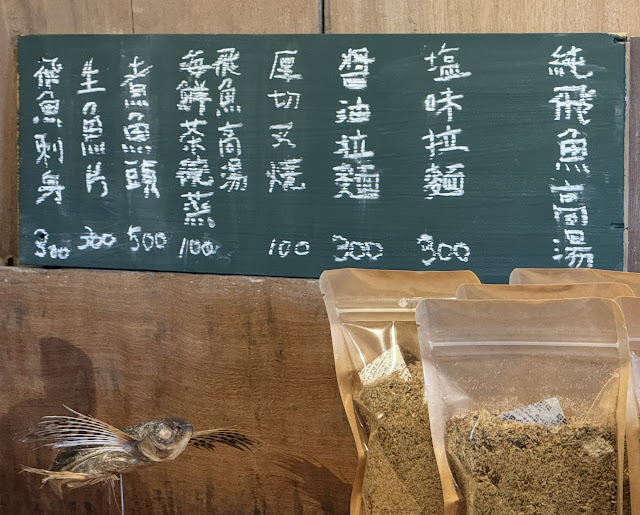 純飛魚高湯
塩味拉麵 300
醬油拉麵 300
厚切叉燒 100
飛魚高湯
海鮮茶碗蒸 100
煮魚頭 500
生魚片 300
飛魚刺身 300